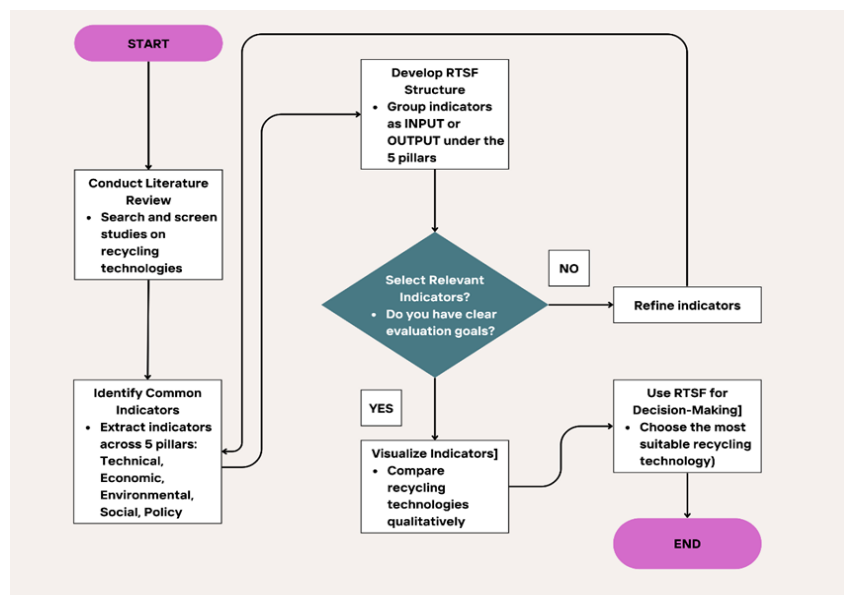 START
Conduct Literature
Review
• Search and screen
studies on
recycling
technologies
Identify Common
Indicators
• Extract indicators
across 5 pillars:
Technical,
Economic,
Environmental,
Social, Policy
Develop RTSF
Structure
• Group indicators
as INPUT or
OUTPUT under the
5 pillars
Select Relevant
Indicators?
• Do you have clear
evaluation goals?
NO
Refine indicators
YES
Visualize Indicators]
• Compare
recycling
technologies
qualitatively
Use RTSF for
Decision-Making]
• Choose the most
suitable recycling
technology)
END